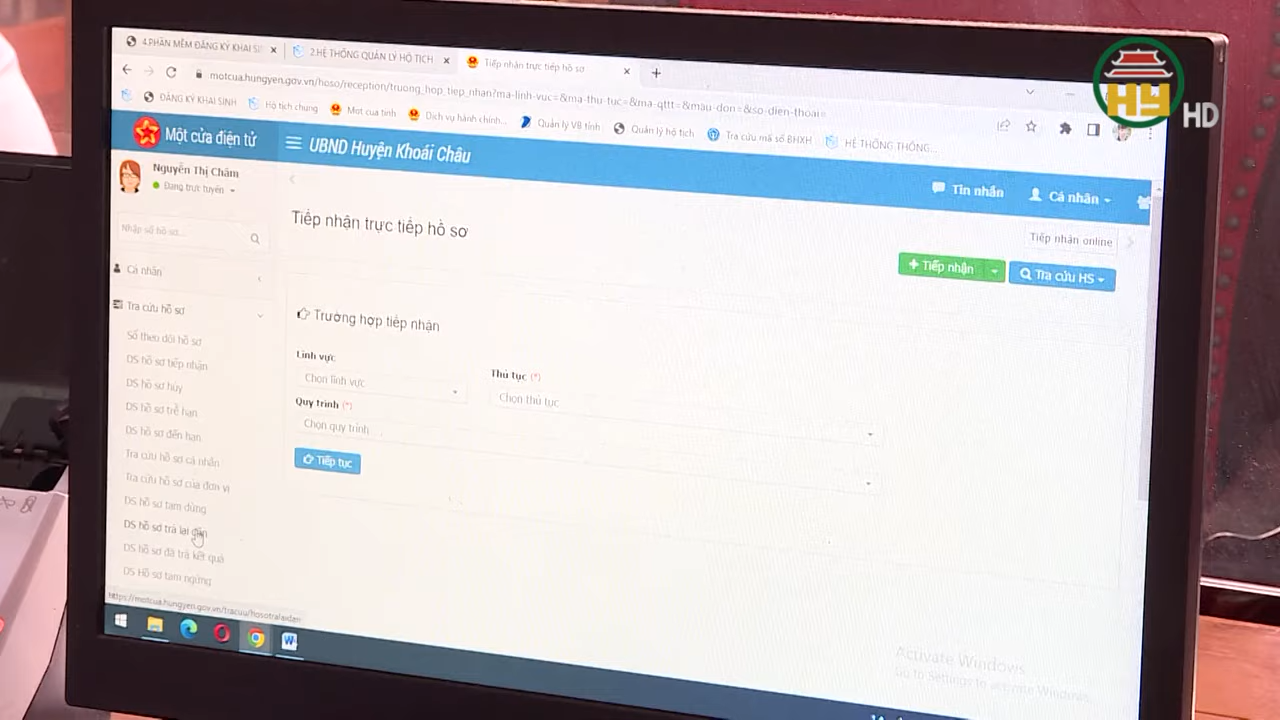 4.PHẦN MỀM ĐĂNG KÝ KHAI SI
2.HỆ THỐNG QUẢN LÝ HỘ TỊCH
Tiếp nhận trực tiếp hồ sơ
motcua.hungyen.gov.vn/hoso/reception/truong_hop_tiep_nhan?ma-linh-vuc=&ma-thu-tuc=&ma-qttt=&mau-don=&so-dien-thoai=
ĐĂNG KÝ KHAI SINH
Hộ tịch chung
Mot cua tinh
Dịch vụ hành chính...
Quản lý VB tỉnh
Quản lý hộ tịch
Tra cứu mã số BHXH
HỆ THỐNG THÔNG...
HY HD
Một cửa điện tử
UBND Huyện Khoái Châu
Tin nhắn
Cá nhân
Nguyễn Thị Châm
Đang trực tuyến
Nhập số hồ sơ...
Tiếp nhận trực tiếp hồ sơ
Tiếp nhận online
Tiếp nhận
Tra cứu HS
Cá nhân
Tra cứu hồ sơ
Sổ theo dõi hồ sơ
DS hồ sơ tiếp nhận
DS hồ sơ hủy
DS hồ sơ trễ hạn
DS hồ sơ đến hạn
Tra cứu hồ sơ cá nhân
Tra cứu hồ sơ của đơn vị
DS hồ sơ tạm dừng
DS hồ sơ trả lại dân
DS hồ sơ đã trả kết quả
DS Hồ sơ tạm ngừng
Trường hợp tiếp nhận
Lĩnh vực
Chọn lĩnh vực
Thủ tục (*)
Chọn thủ tục
Quy trình (*)
Chọn quy trình
Tiếp tục
https://motcua.hungyen.gov.vn/tracuu/hosotralaidan
Activate Windows
Go to Settings to activate Windows.